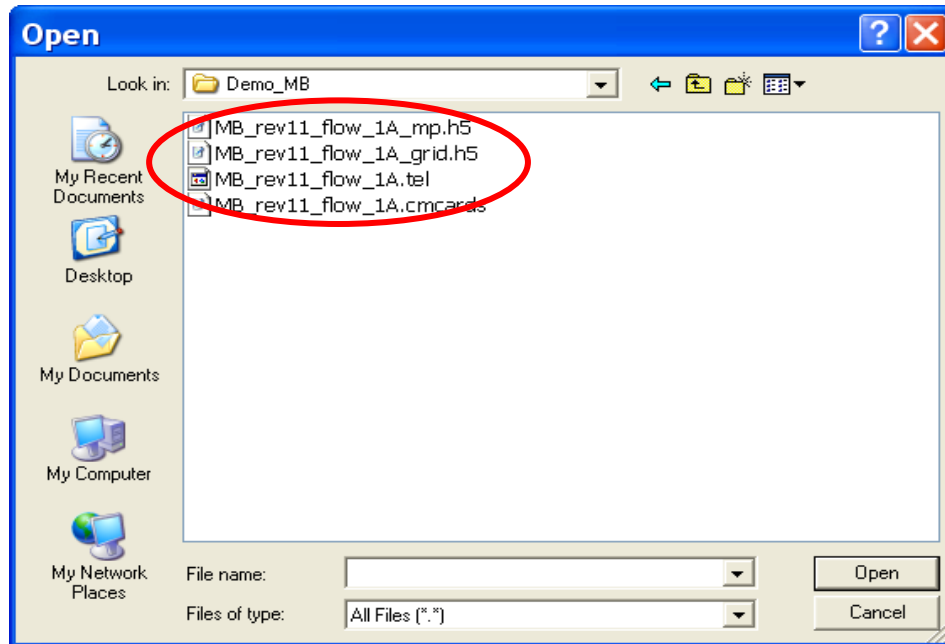 Open
Look in:
Demo_MB
MB_rev11_flow_1A_mp.h5
MB_rev11_flow_1A_grid.h5
MB_rev11_flow_1A.tel
MB_rev11_flow_1A.cmcards
My Recent
Documents
Desktop
My Documents
My Computer
My Network
Places
File name:
Open
Files of type:
All Files (*.*)
Cancel